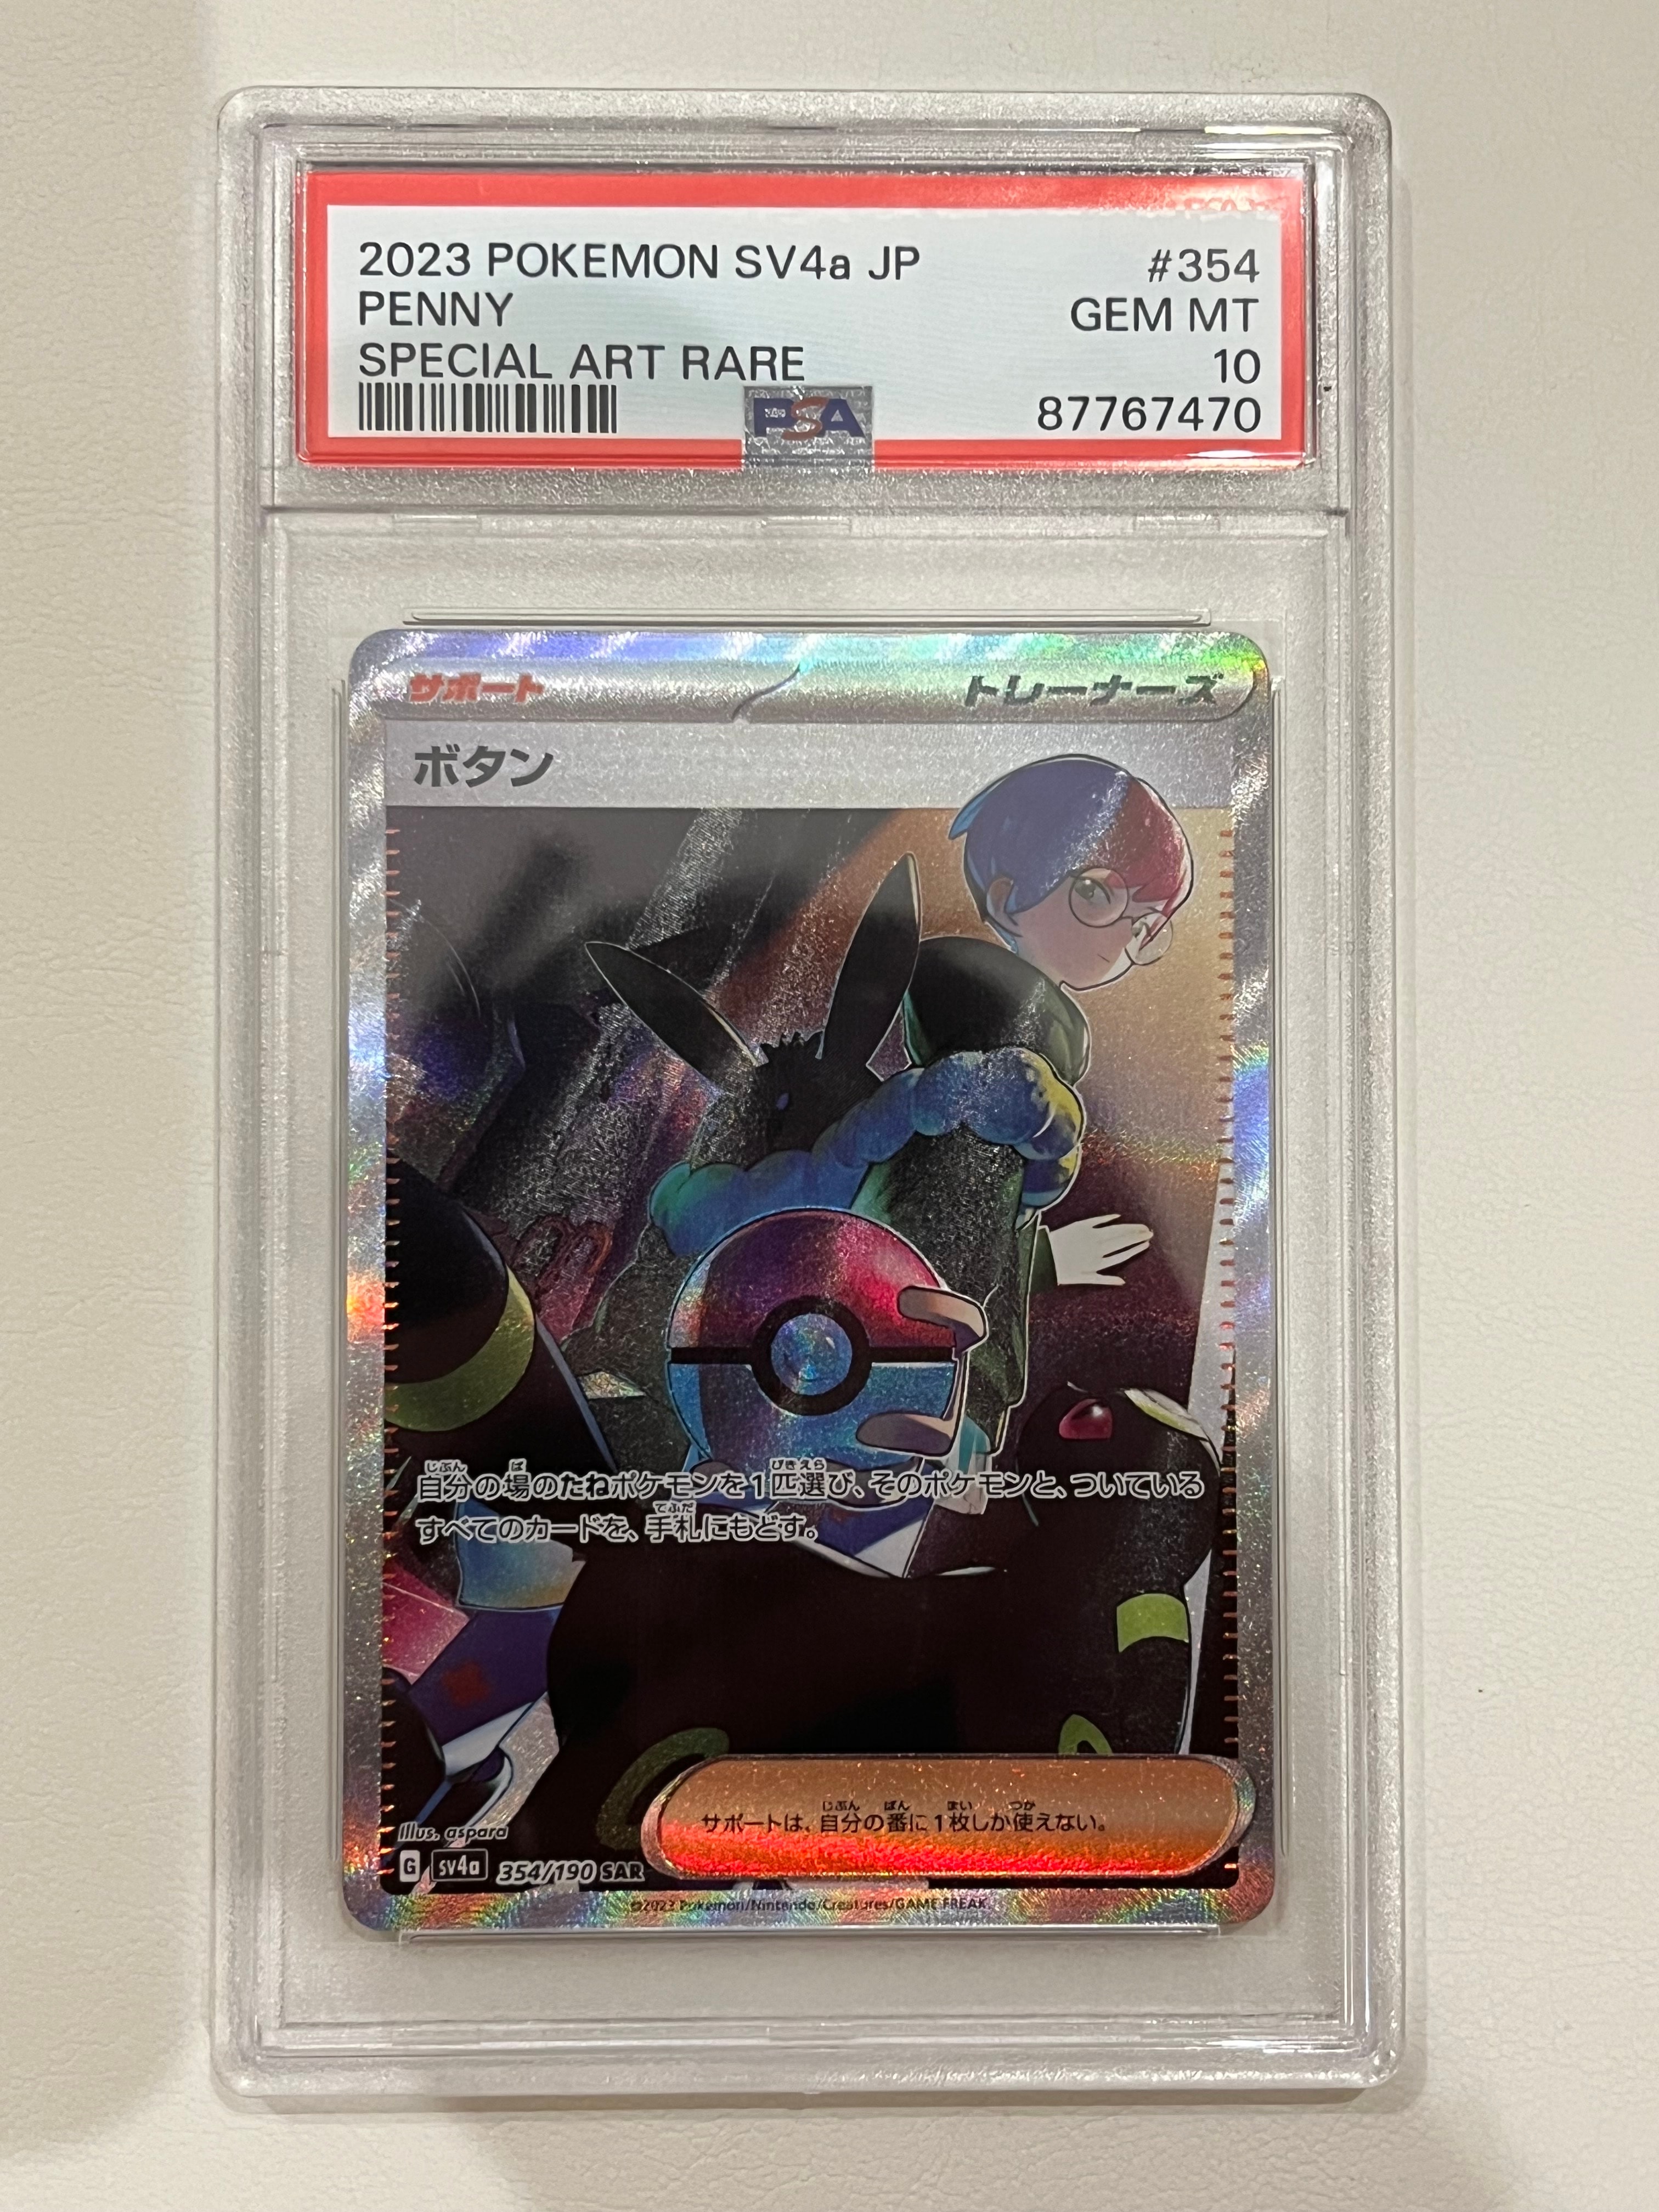 2023 POKEMON SV4a JP #354
PENNY GEM MT
SPECIAL ART RARE 10
PSA 87767470
サポート トレーナーズ
ボタン
自分の場のたねポケモンを1匹選び、そのポケモンと、ついている
すべてのカードを、手札にもどす。
サポートは、自分の番に1枚しか使えない。
Illus. aspara
G sv4a 354/190 SAR
©2023 Pokémon/Nintendo/Creatures/GAME FREAK.